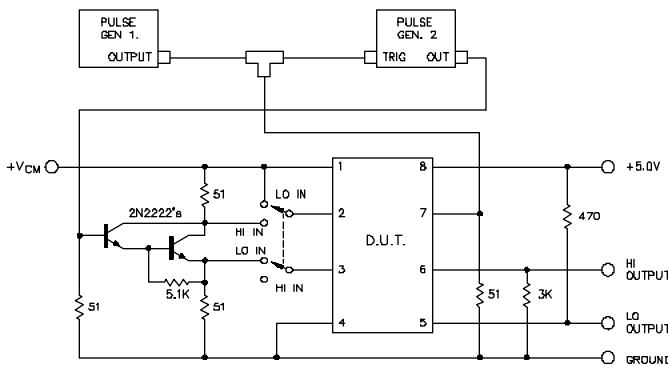 PULSE
GEN 1.
OUTPUT
PULSE
GEN. 2
TRIG OUT
+VCM
1
8
+5.0V
51
LO IN
2N2222's
HI IN
2
7
470
D.U.T.
LO IN
3
6
HI
OUTPUT
5.1K
HI IN
51
51
51
3K
4
5
LO
OUTPUT
GROUND